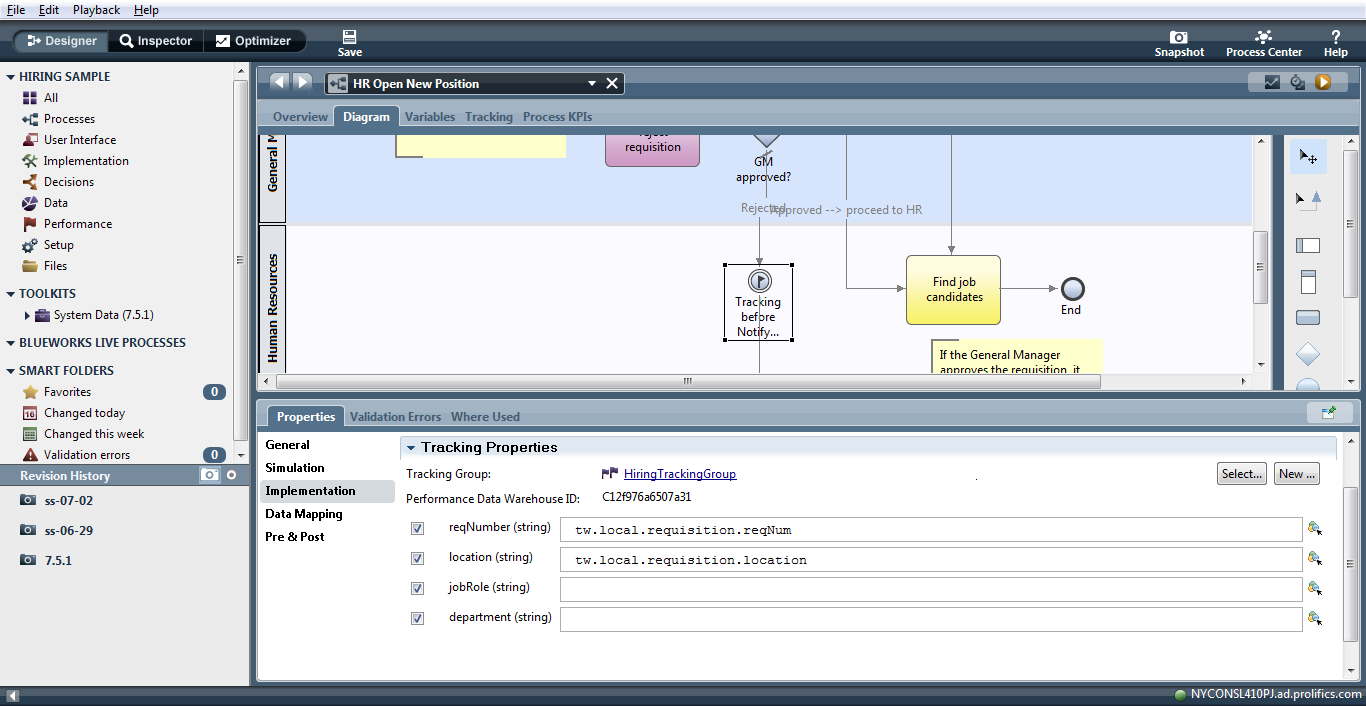 File Edit Playback Help
Designer Inspector Optimizer
Save
Snapshot Process Center Help
HIRING SAMPLE
All
Processes
User Interface
Implementation
Decisions
Data
Performance
Setup
Files
TOOLKITS
System Data (7.5.1)
BLUEWORKS LIVE PROCESSES
SMART FOLDERS
Favorites 0
Changed today
Changed this week
Validation errors 0
Revision History
ss-07-02
ss-06-29
7.5.1
HR Open New Position
Overview Diagram Variables Tracking Process KPIs
General M
requisition
GM
approved?
Rejected
Approved --> proceed to HR
Human Resources
Tracking
before
Notify...
Find job
candidates
End
If the General Manager
approves the requisition, it
Properties Validation Errors Where Used
General
Simulation
Implementation
Data Mapping
Pre & Post
Tracking Properties
Tracking Group: HiringTrackingGroup Select... New ...
Performance Data Warehouse ID: C12f976a6507a31
reqNumber (string) tw.local.requisition.reqNum
location (string) tw.local.requisition.location
jobRole (string)
department (string)
NYCONSL410PJ.ad.prolifics.com